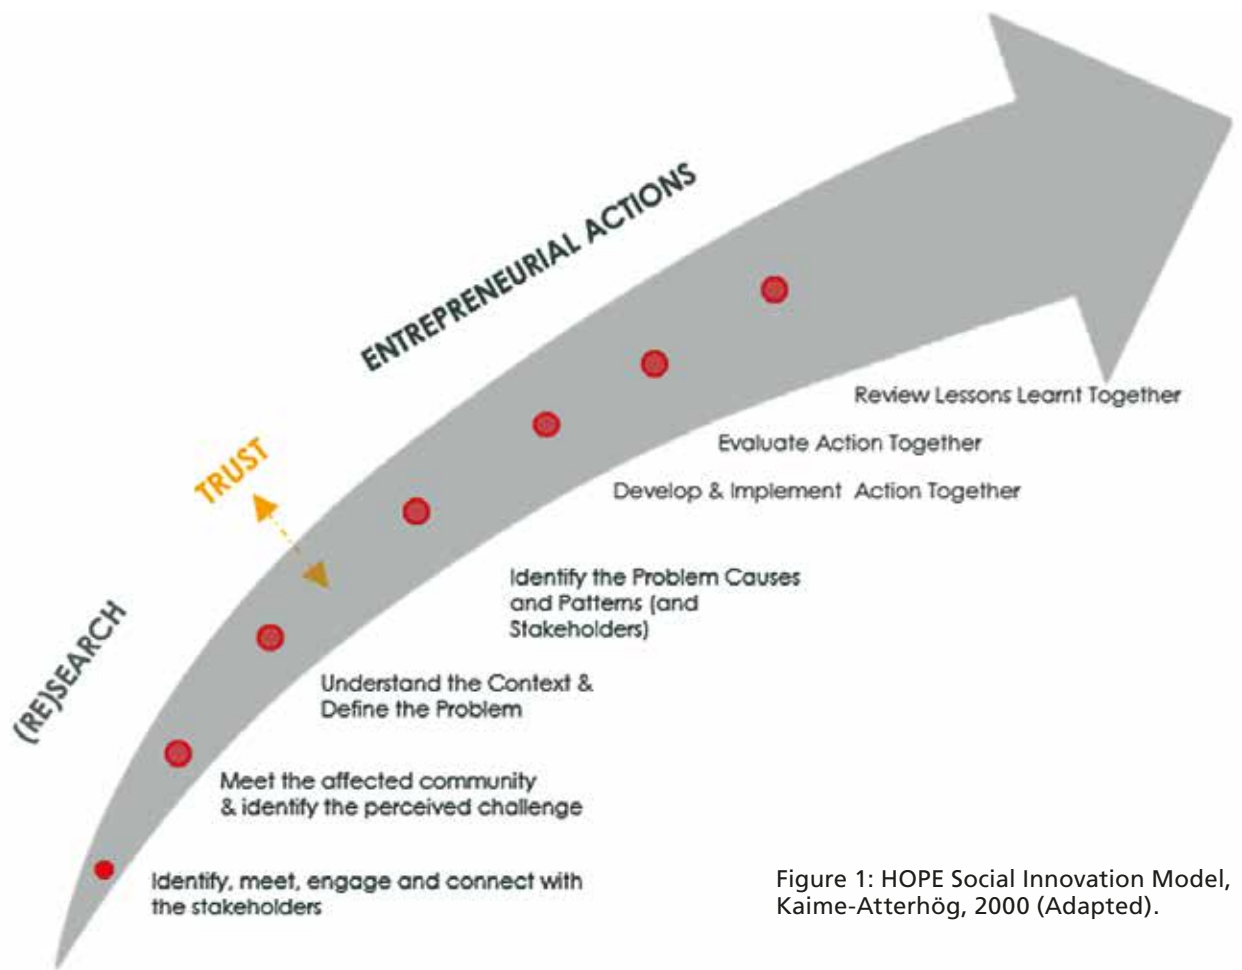 ENTREPRENEURIAL ACTIONS
TRUST
(RE)SEARCH
Review Lessons Learnt Together
Evaluate Action Together
Develop & Implement Action Together
Identify the Problem Causes
and Patterns (and
Stakeholders)
Understand the Context &
Define the Problem
Meet the affected community
& identify the perceived challenge
Identify, meet, engage and connect with
the stakeholders
Figure 1: HOPE Social Innovation Model,
Kaime-Atterhög, 2000 (Adapted).